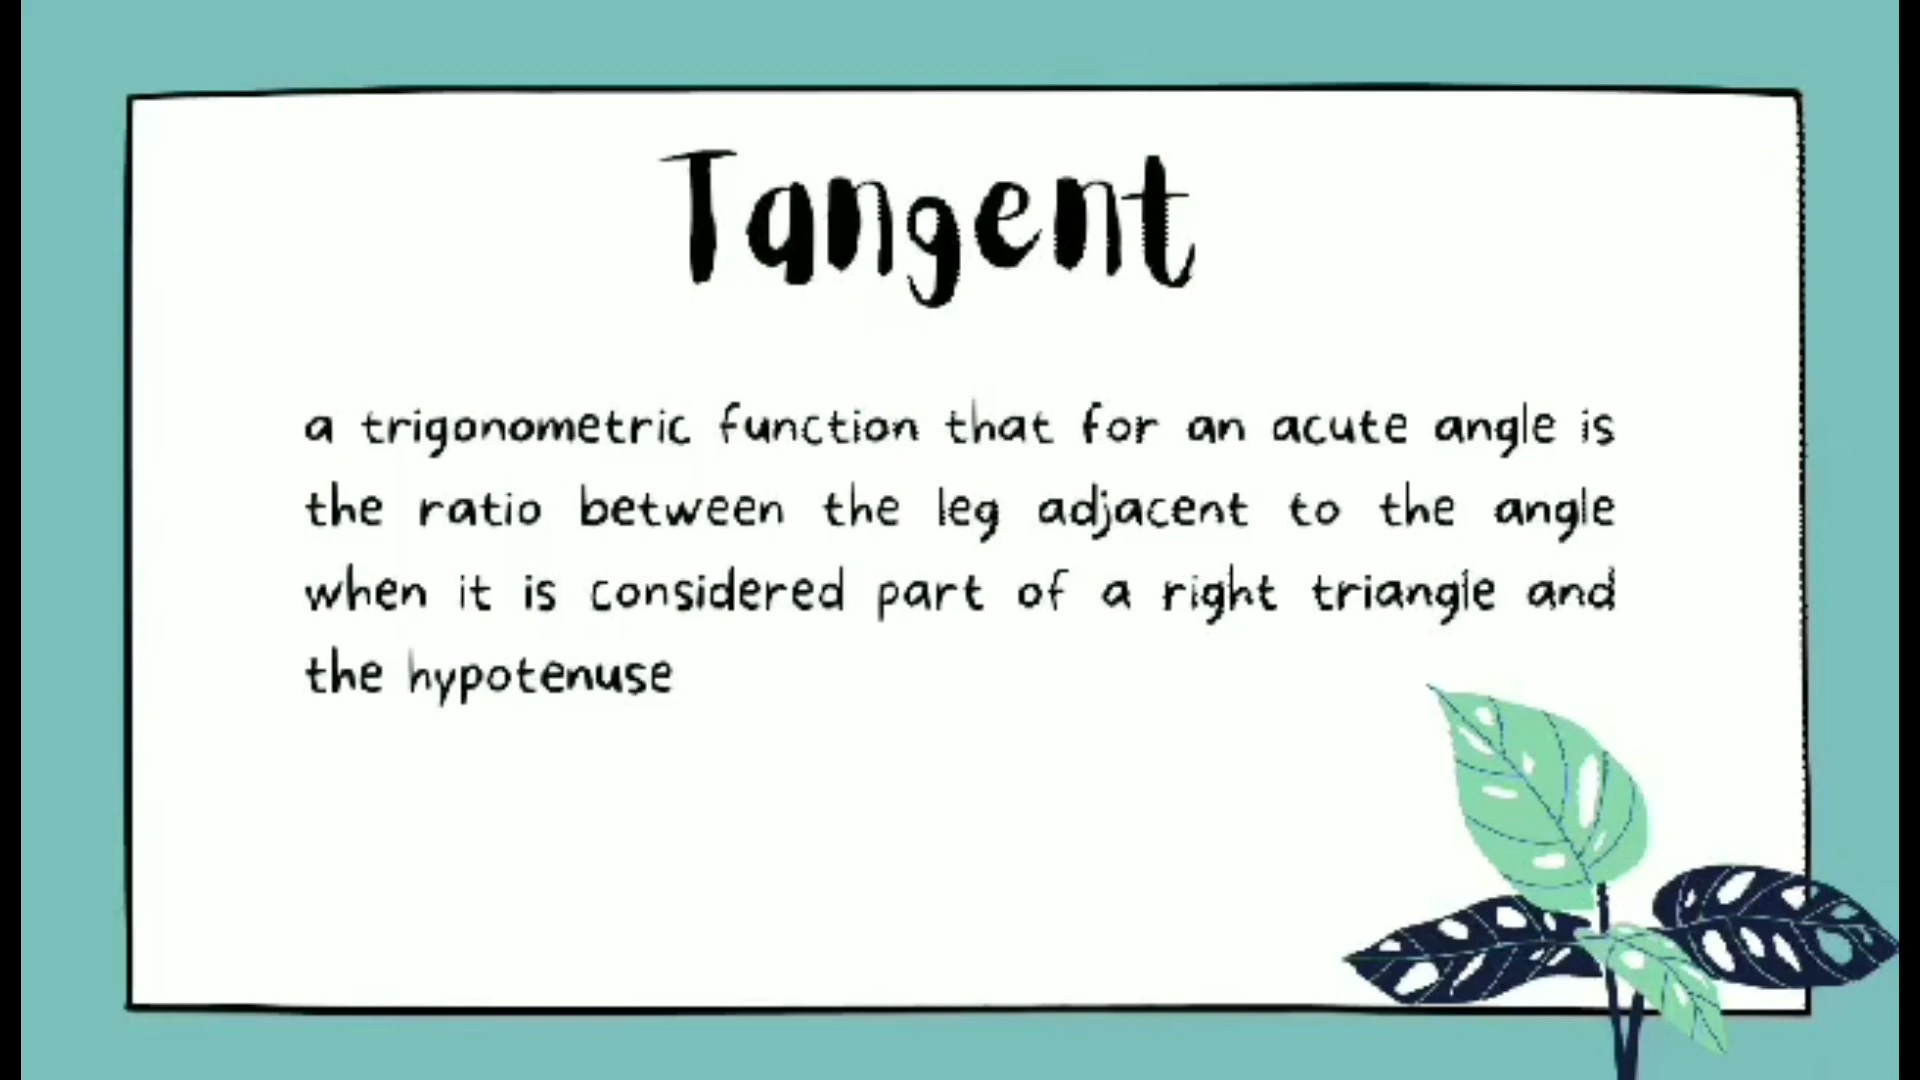 Tangent
a trigonometric function that for an acute angle is
the ratio between the leg adjacent to the angle
when it is considered part of a right triangle and
the hypotenuse